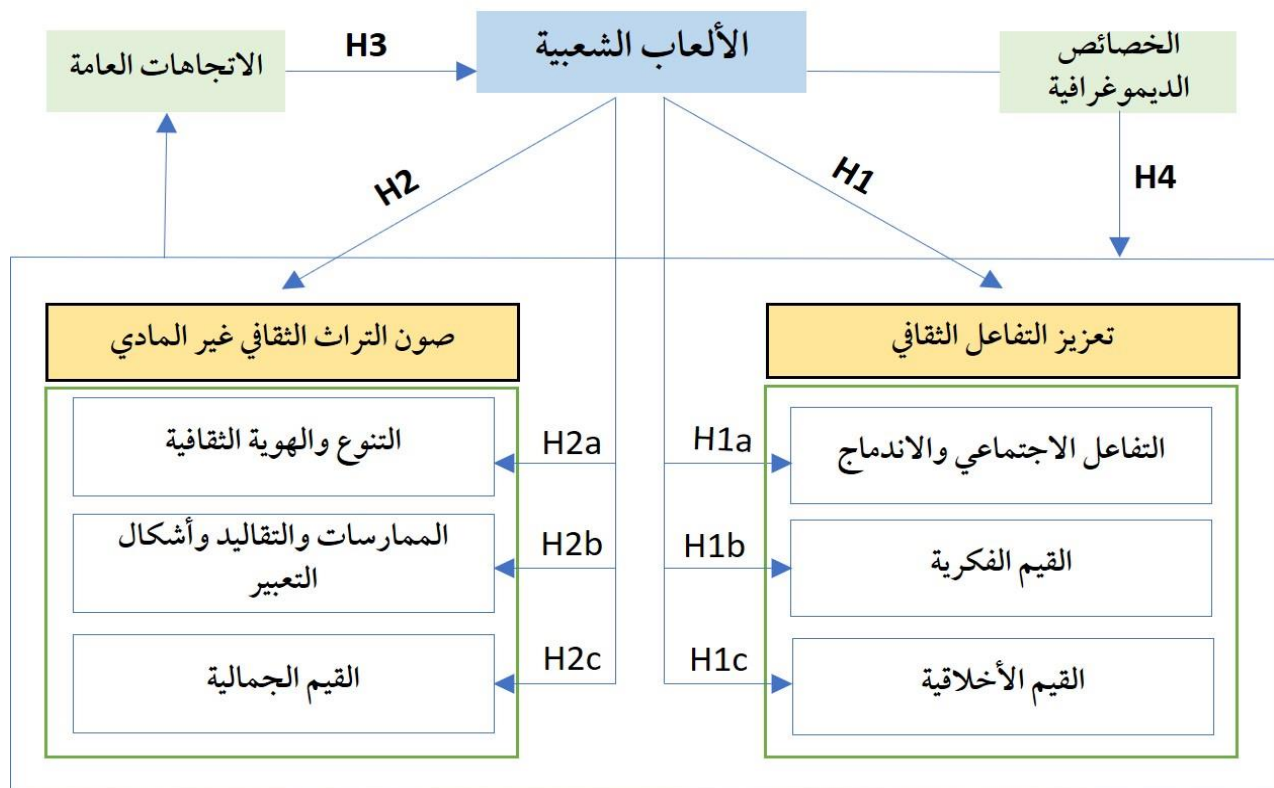 الألعاب الشعبية
الخصائص
الديموغرافية
H3
الاتجاهات العامة
H4
H1
H2
تعزيز التفاعل الثقافي
صون التراث الثقافي غير المادي
التفاعل الاجتماعي والاندماج
H1a
H2a
التنوع والهوية الثقافية
القيم الفكرية
H1b
H2b
الممارسات والتقاليد وأشكال
التعبير
القيم الأخلاقية
H1c
H2c
القيم الجمالية